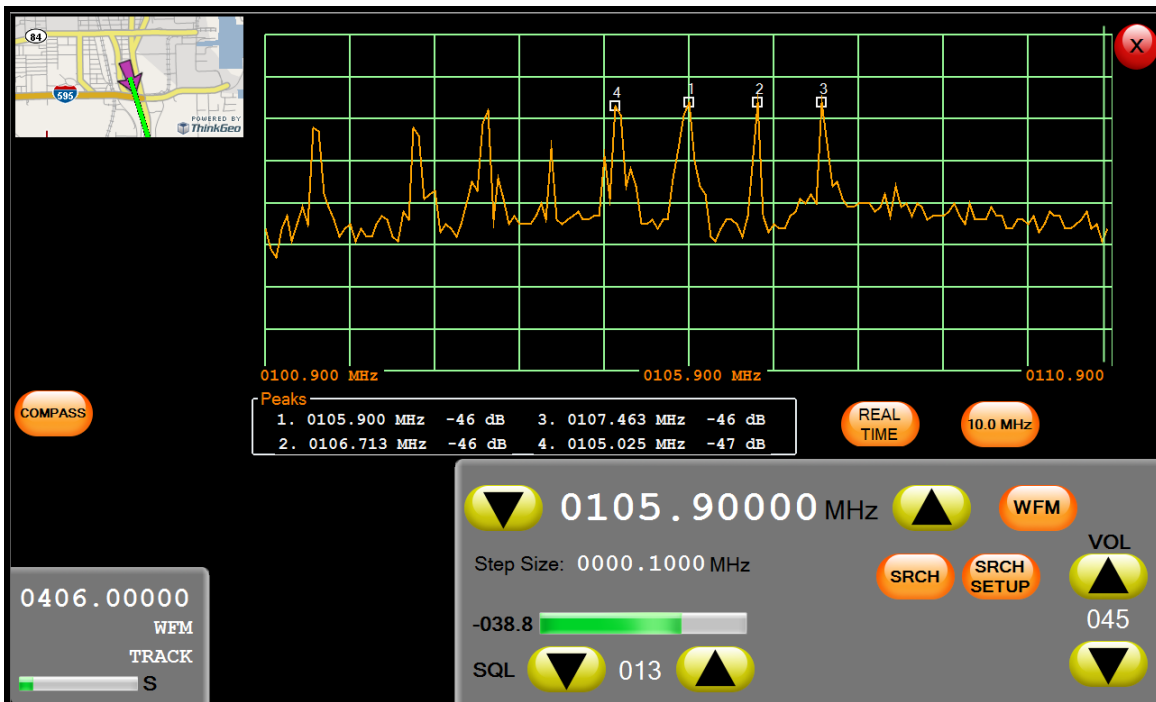 84
595
POWERED BY
ThinkGeo
X
4 1 2 3
0100.900 MHz 0105.900 MHz 0110.900
COMPASS
Peaks
1. 0105.900 MHz -46 dB 3. 0107.463 MHz -46 dB
2. 0106.713 MHz -46 dB 4. 0105.025 MHz -47 dB
REAL
TIME
10.0 MHz
0105.90000 MHz
WFM
Step Size: 0000.1000 MHz
SRCH
SRCH
SETUP
VOL
045
-038.8
SQL 013
0406.00000
WFM
TRACK
S